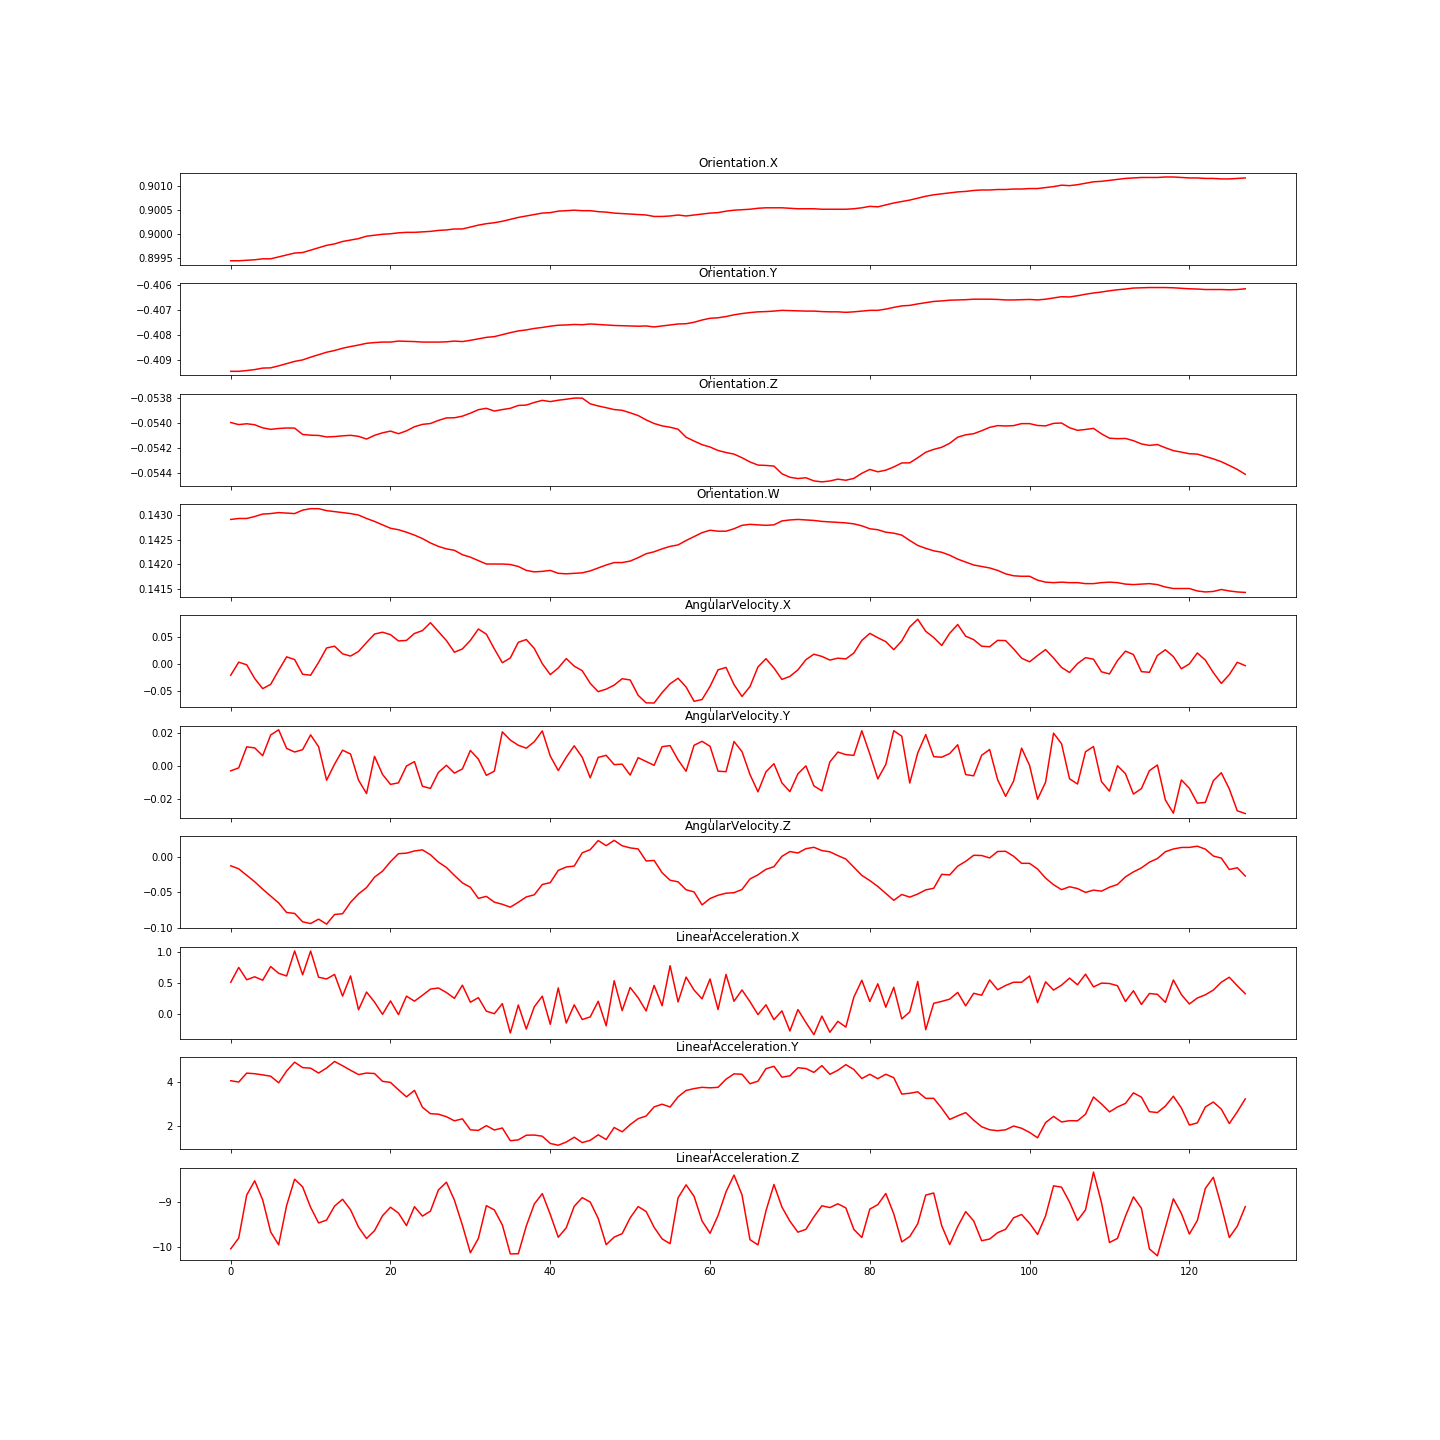 Orientation.X
0.9010
0.9005
0.9000
0.8995
Orientation.Y
−0.406
−0.407
−0.408
−0.409
Orientation.Z
−0.0538
−0.0540
−0.0542
−0.0544
Orientation.W
0.1430
0.1425
0.1420
0.1415
AngularVelocity.X
0.05
0.00
−0.05
AngularVelocity.Y
0.02
0.00
−0.02
AngularVelocity.Z
0.00
−0.05
−0.10
LinearAcceleration.X
1.0
0.5
0.0
LinearAcceleration.Y
4
2
LinearAcceleration.Z
−9
−10
0 20 40 60 80 100 120